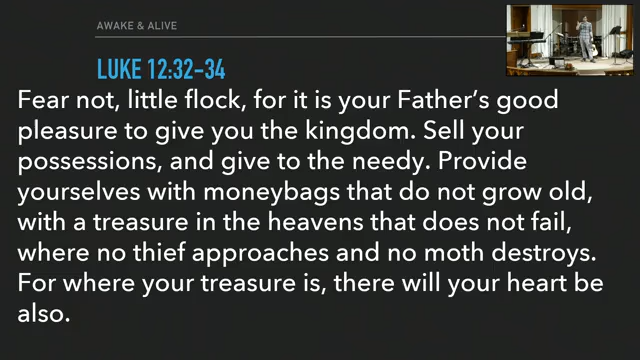 AWAKE & ALIVE
LUKE 12:32-34
Fear not, little flock, for it is your Father's good
pleasure to give you the kingdom. Sell your
possessions, and give to the needy. Provide
yourselves with moneybags that do not grow old,
with a treasure in the heavens that does not fail,
where no thief approaches and no moth destroys.
For where your treasure is, there will your heart be
also.